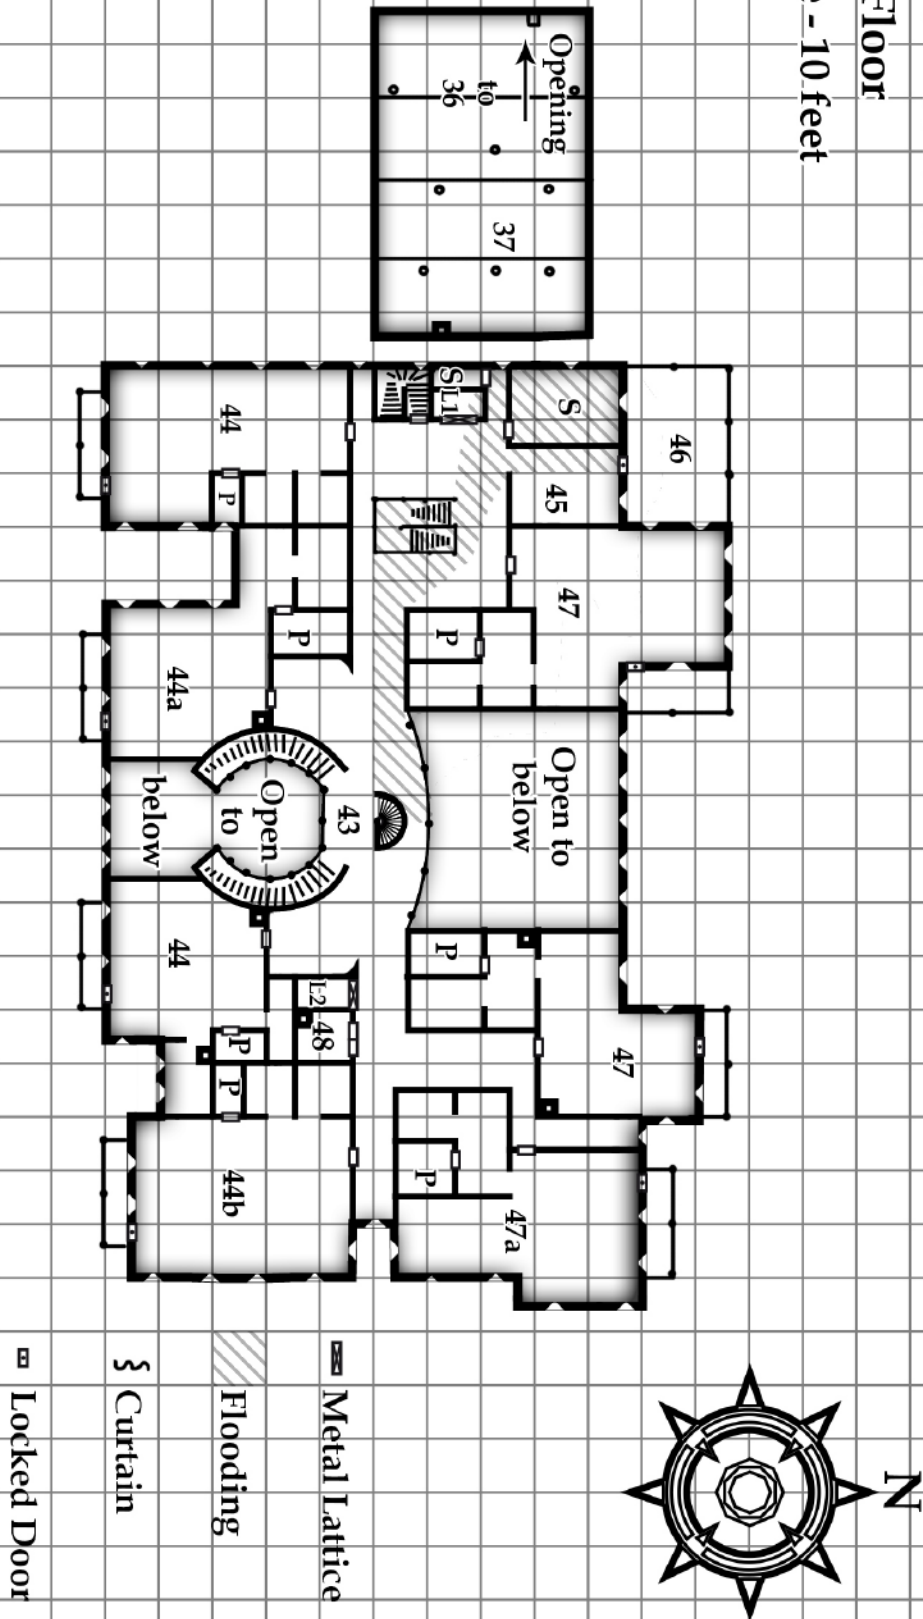 Floor
- 10 feet
N
Opening
to
36
37
46
S
45
47
S
L1
P
Open to
below
47
P
47a
P
43
44
P
P
44a
Open
to
below
44
L2
48
P
P
44b
Metal Lattice
Flooding
Curtain
Locked Door